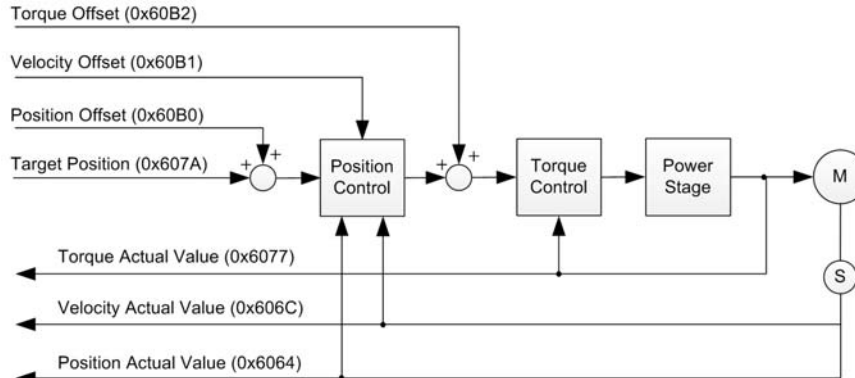 Torque Offset (0x60B2)
Velocity Offset (0x60B1)
Position Offset (0x60B0)
Target Position (0x607A)
+
+
Position
Control
+
+
Torque
Control
Power
Stage
M
Torque Actual Value (0x6077)
S
Velocity Actual Value (0x606C)
Position Actual Value (0x6064)